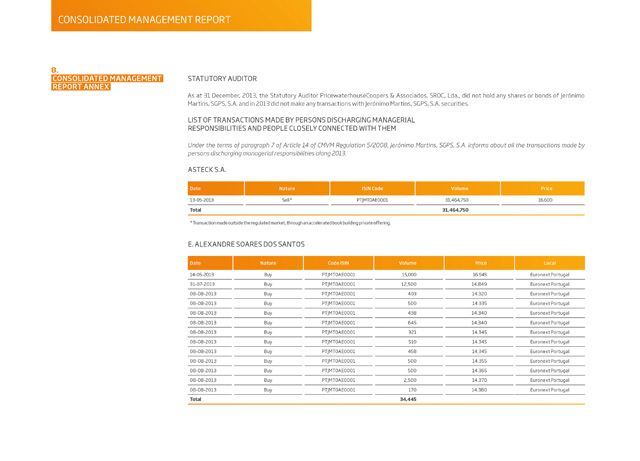 CONSOLIDATED MANAGEMENT REPORT
8.
CONSOLIDATED MANAGEMENT
REPORT ANNEX
STATUTORY AUDITOR
As at 31 December, 2013, the Statutory Auditor PricewaterhouseCoopers & Associados, SROC, Lda., did not hold any shares or bonds of Jerónimo
Martins, SGPS, S.A. and in 2013 did not make any transactions with Jerónimo Martins, SGPS, S.A. securities.
LIST OF TRANSACTIONS MADE BY PERSONS DISCHARGING MANAGERIAL
RESPONSIBILITIES AND PEOPLE CLOSELY CONNECTED WITH THEM
Under the terms of paragraph 7 of Article 14 of CMVM Regulation 5/2008, Jerónimo Martins, SGPS, S.A. informs about all the transactions made by
persons discharging managerial responsibilities along 2013.
ASTECK S.A.
Date Nature ISIN Code Volume Price
13-05-2013 Sell* PTJMT0AE0001 31,464,750 16.600
Total 31,464,750
* Transaction made outside the regulated market, through an accelerated book building private offering.
E. ALEXANDRE SOARES DOS SANTOS
Date Nature Code ISIN Volume Price Local
14-05-2013 Buy PTJMT0AE0001 15,000 16.945 Euronext Portugal
31-07-2013 Buy PTJMT0AE0001 12,500 14.849 Euronext Portugal
08-08-2013 Buy PTJMT0AE0001 403 14.320 Euronext Portugal
08-08-2013 Buy PTJMT0AE0001 500 14.335 Euronext Portugal
08-08-2013 Buy PTJMT0AE0001 438 14.340 Euronext Portugal
08-08-2013 Buy PTJMT0AE0001 645 14.340 Euronext Portugal
08-08-2013 Buy PTJMT0AE0001 321 14.345 Euronext Portugal
08-08-2013 Buy PTJMT0AE0001 510 14.345 Euronext Portugal
08-08-2013 Buy PTJMT0AE0001 458 14.345 Euronext Portugal
08-08-2013 Buy PTJMT0AE0001 500 14.355 Euronext Portugal
08-08-2013 Buy PTJMT0AE0001 500 14.365 Euronext Portugal
08-08-2013 Buy PTJMT0AE0001 2,500 14.370 Euronext Portugal
08-08-2013 Buy PTJMT0AE0001 170 14.380 Euronext Portugal
Total 34,445